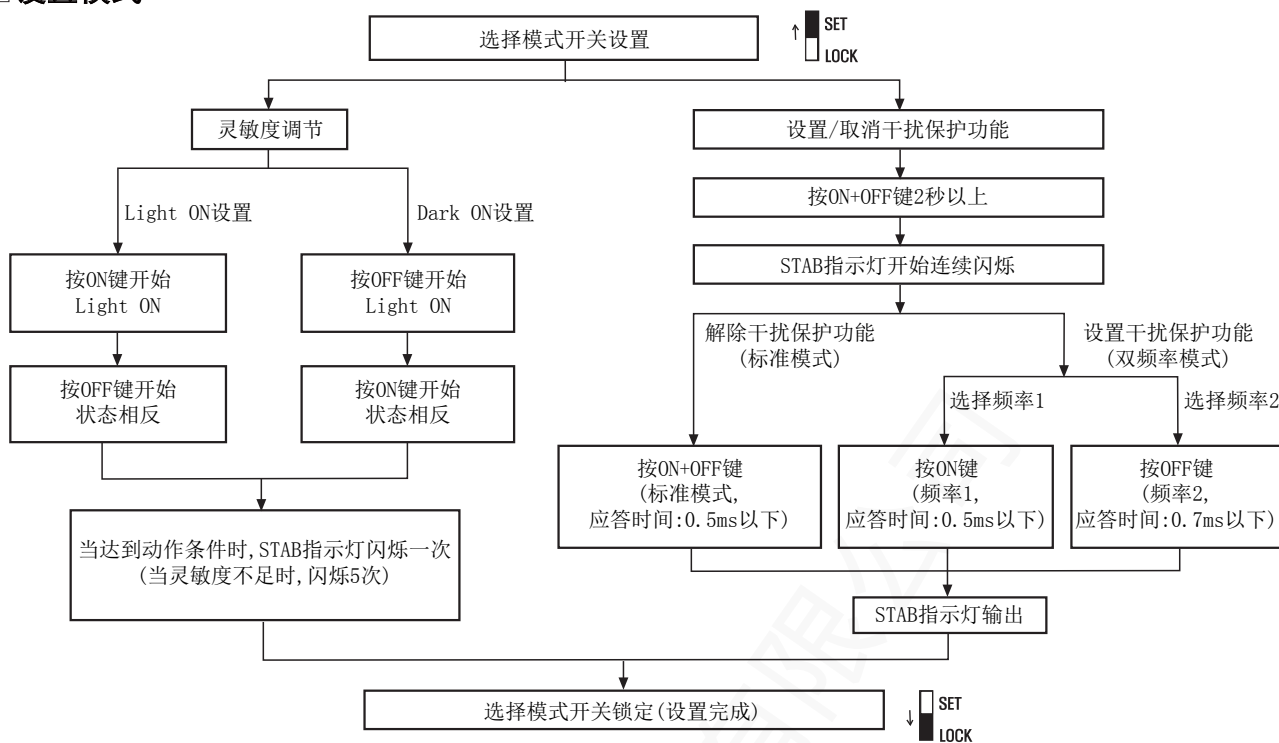 设置模式
选择模式开关设置
SET
LOCK
灵敏度调节
Light ON设置
Dark ON设置
按ON键开始
Light ON
按OFF键开始
Light ON
按OFF键开始
状态相反
按ON键开始
状态相反
当达到动作条件时,STAB指示灯闪烁一次
(当灵敏度不足时,闪烁5次)
设置/取消干扰保护功能
按ON+OFF键2秒以上
STAB指示灯开始连续闪烁
解除干扰保护功能
(标准模式)
设置干扰保护功能
(双频率模式)
选择频率1
选择频率2
按ON+OFF键
(标准模式,
应答时间:0.5ms以下)
按ON键
(频率1,
应答时间:0.5ms以下)
按OFF键
(频率2,
应答时间:0.7ms以下)
STAB指示灯输出
选择模式开关锁定(设置完成)
SET
LOCK
有限公司